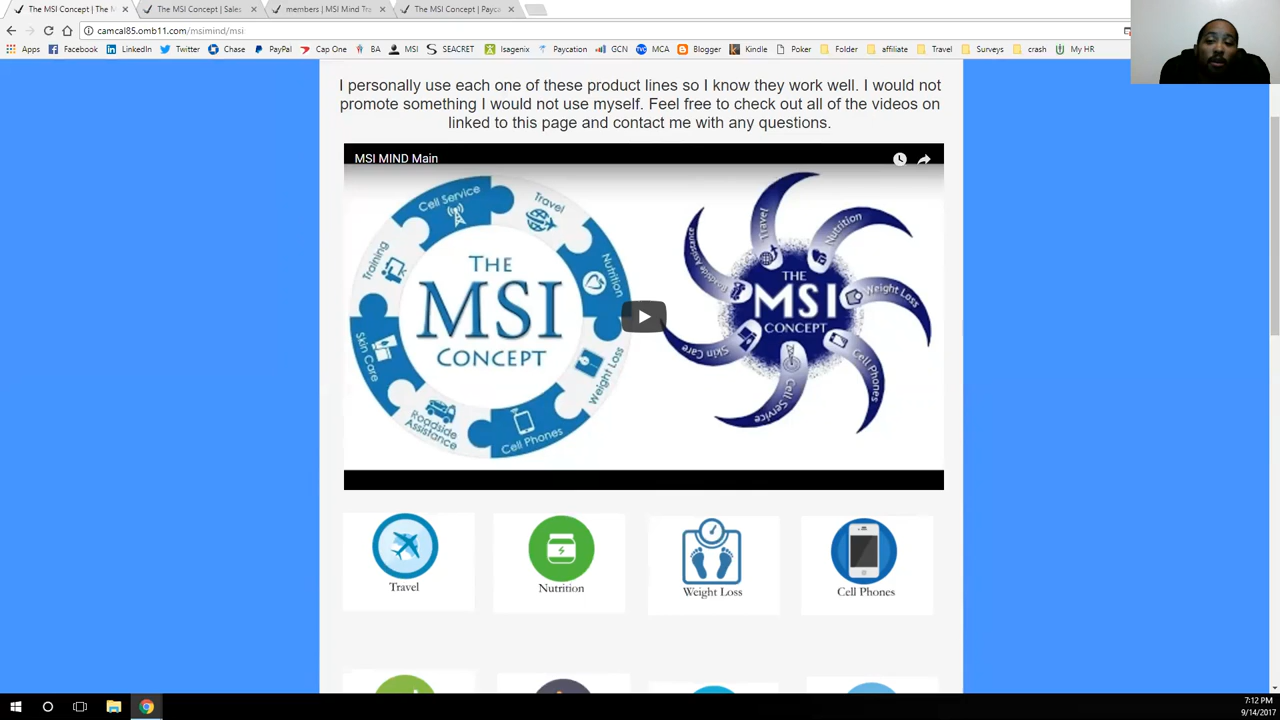 The MSI Concept | The M
The MSI Concept | Sales
members | MSI Mind Tra
The MSI Concept | Payca
camcal85.omb11.com/msimind/msi
Apps Facebook LinkedIn Twitter Chase PayPal Cap One BA MSI SEACRET Isagenix Paycation GCN MCA Blogger Kindle Poker Folder affiliate Travel Surveys crash My HR
I personally use each one of these product lines so I know they work well. I would not
promote something I would not use myself. Feel free to check out all of the videos on
linked to this page and contact me with any questions.
MSI MIND Main
Cell Service
Travel
Nutrition
Weight Loss
Cell Phones
Roadside
Assistance
Skin Care
Training
THE
MSI
CONCEPT
Travel
Nutrition
Weight Loss
Cell Phones
Cell Service
Skin Care
Roadside Assistance
THE
MSI
CONCEPT
Travel
Nutrition
Weight Loss
Cell Phones
7:12 PM
9/14/2017